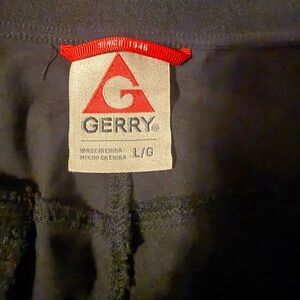 SINCE 1946
G
GERRY®
MADE IN CHINA
HECHO EN CHINA
L/G